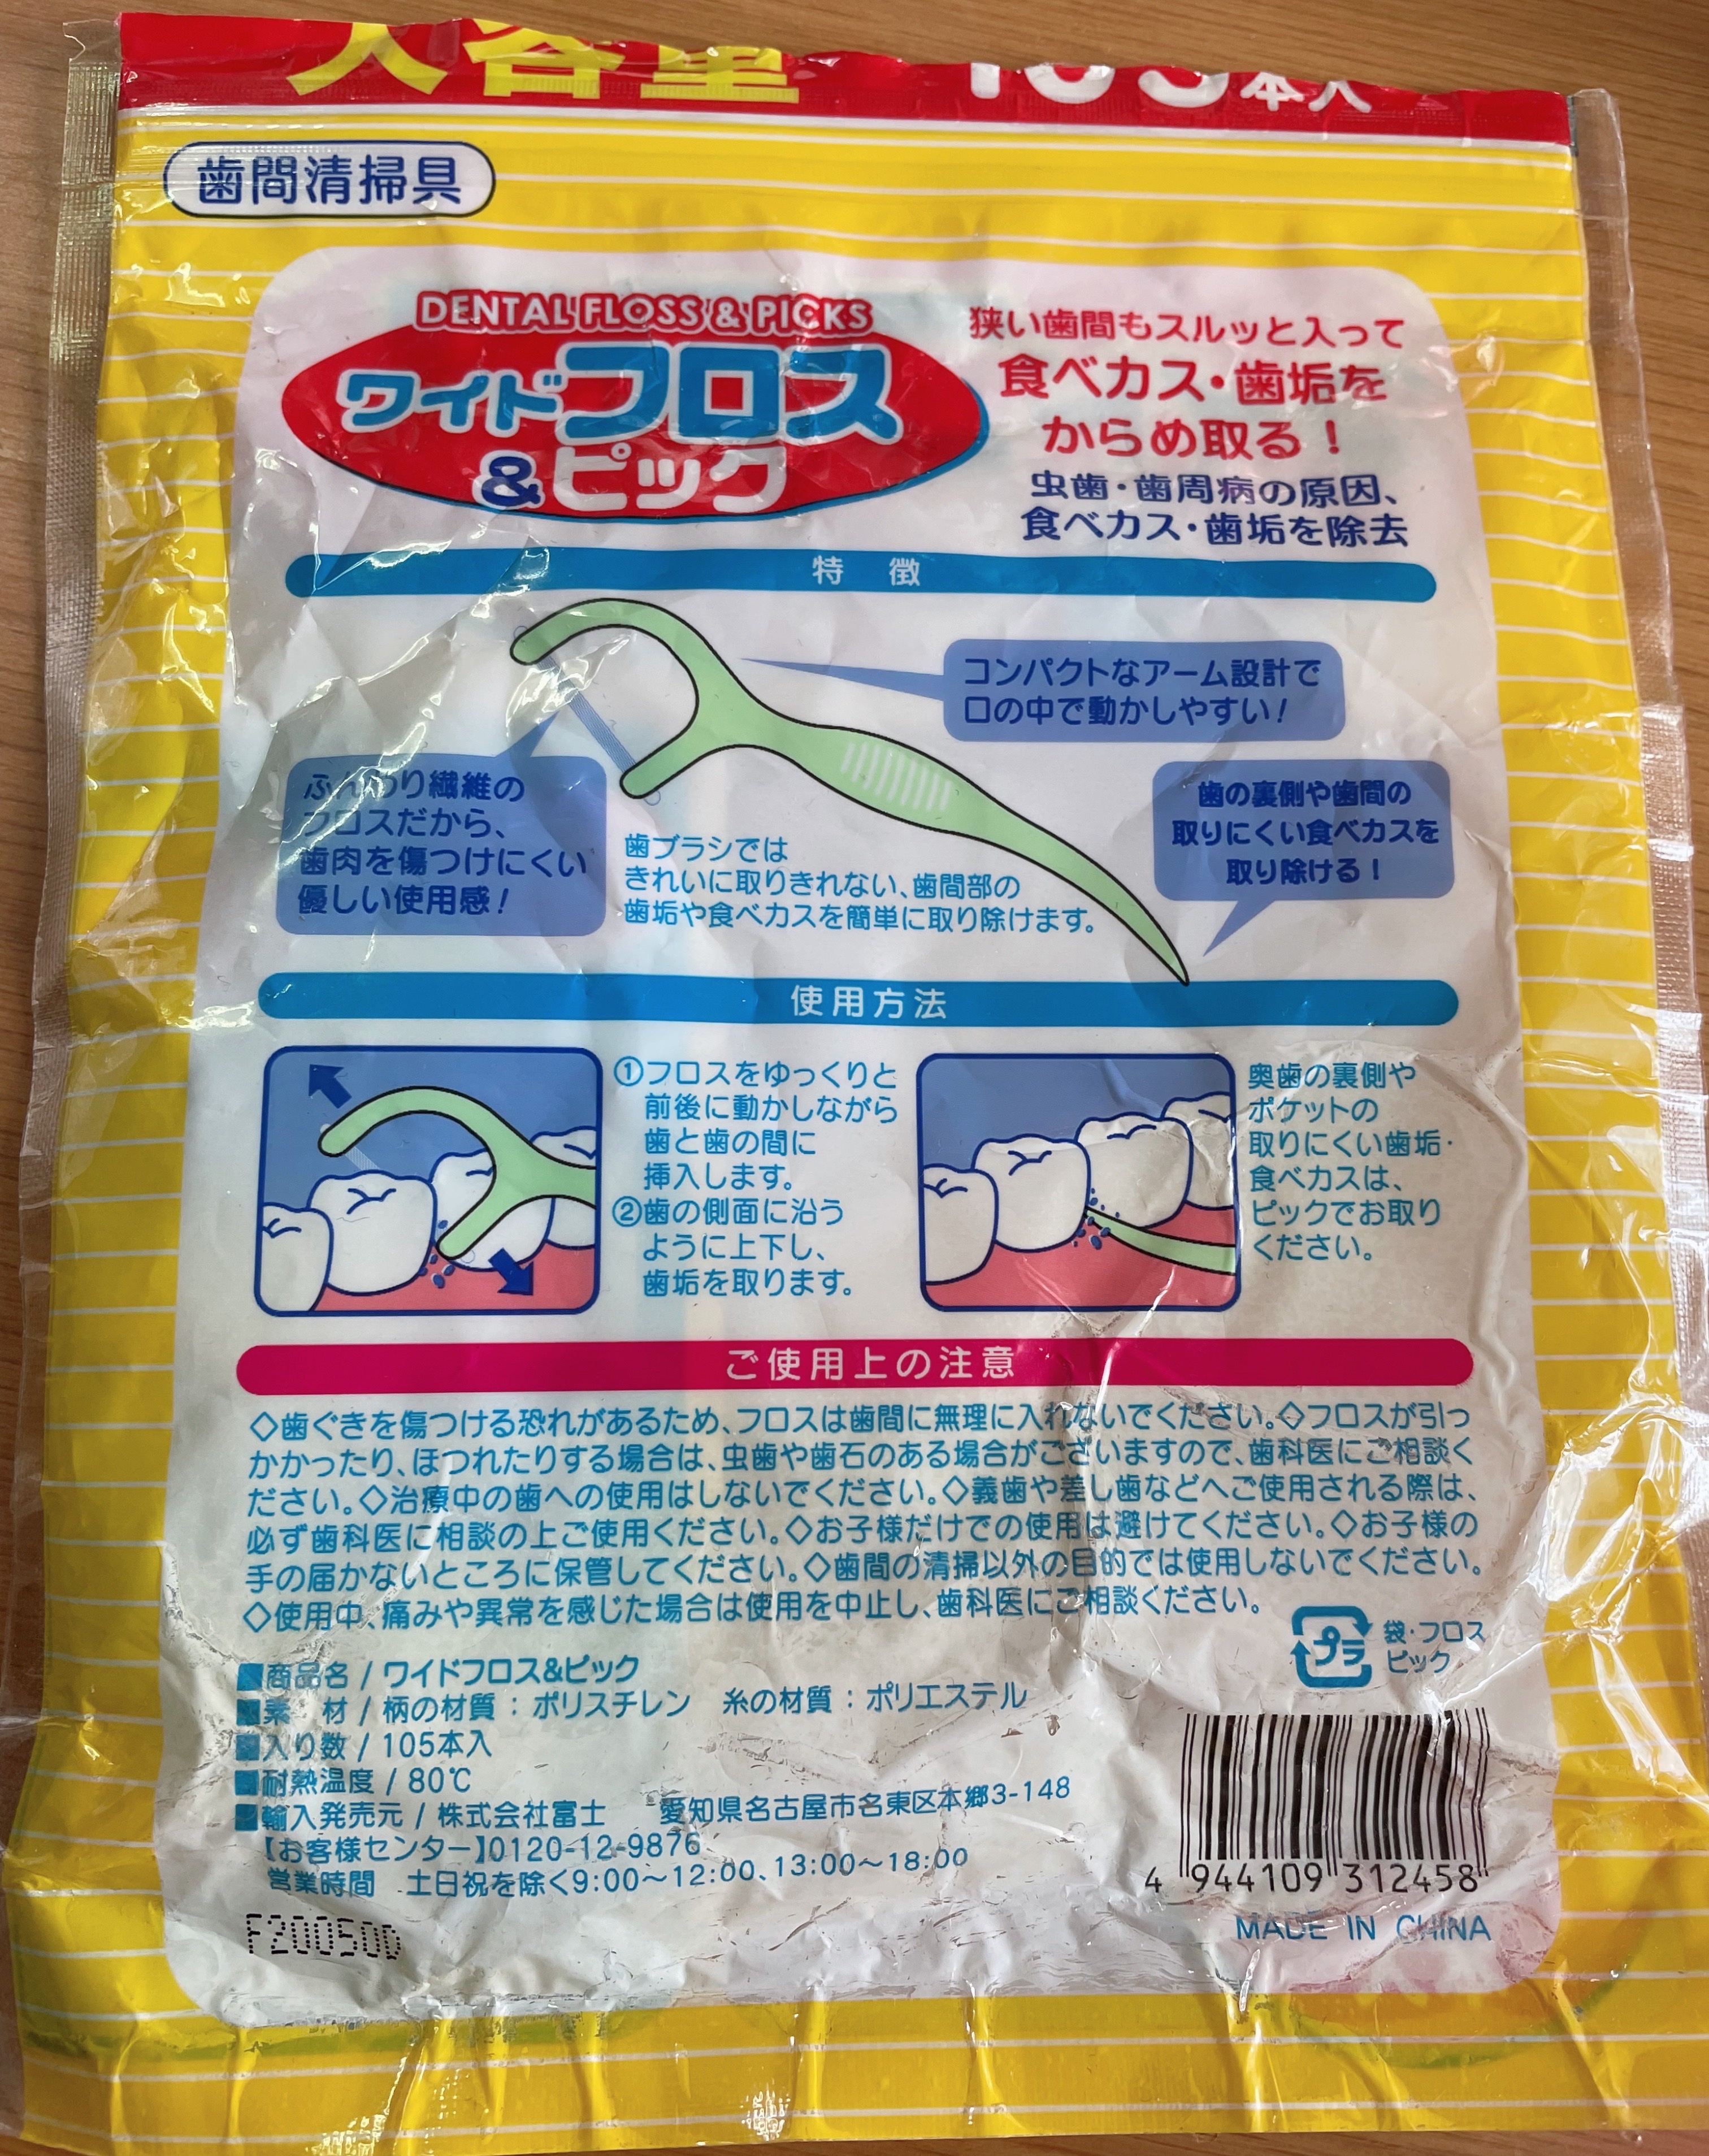 大容量 105本入
歯間清掃具
DENTAL FLOSS & PICKS
ワイドフロス
&ピック
狭い歯間もスルッと入って
食べカス・歯垢を
からめ取る！
虫歯・歯周病の原因、
食べカス・歯垢を除去
特 徴
コンパクトなアーム設計で
口の中で動かしやすい！
ふんわり繊維の
フロスだから、
歯肉を傷つけにくい
優しい使用感！
歯の裏側や歯間の
取りにくい食べカスを
取り除ける！
歯ブラシでは
きれいに取りきれない、歯間部の
歯垢や食べカスを簡単に取り除けます。
使用方法
①フロスをゆっくりと
前後に動かしながら
歯と歯の間に
挿入します。
②歯の側面に沿う
ように上下し、
歯垢を取ります。
奥歯の裏側や
ポケットの
取りにくい歯垢・
食べカスは、
ピックでお取り
ください。
ご使用上の注意
◇歯ぐきを傷つける恐れがあるため、フロスは歯間に無理に入れないでください。◇フロスが引っ
かかったり、ほつれたりする場合は、虫歯や歯石のある場合がございますので、歯科医にご相談く
ださい。◇治療中の歯への使用はしないでください。◇義歯や差し歯などへご使用される際は、
必ず歯科医に相談の上ご使用ください。◇お子様だけでの使用は避けてください。◇お子様の
手の届かないところに保管してください。◇歯間の清掃以外の目的では使用しないでください。
◇使用中、痛みや異常を感じた場合は使用を中止し、歯科医にご相談ください。
プラ
袋・フロス
ピック
■商品名 / ワイドフロス&ピック
■素 材 / 柄の材質：ポリスチレン 糸の材質：ポリエステル
■入り数 / 105本入
■耐熱温度 / 80℃
■輸入発売元 / 株式会社富士 愛知県名古屋市名東区本郷3-148
【お客様センター】0120-12-9876
営業時間 土日祝を除く9:00～12:00、13:00～18:00
4 944109 312458
MADE IN CHINA
F200500